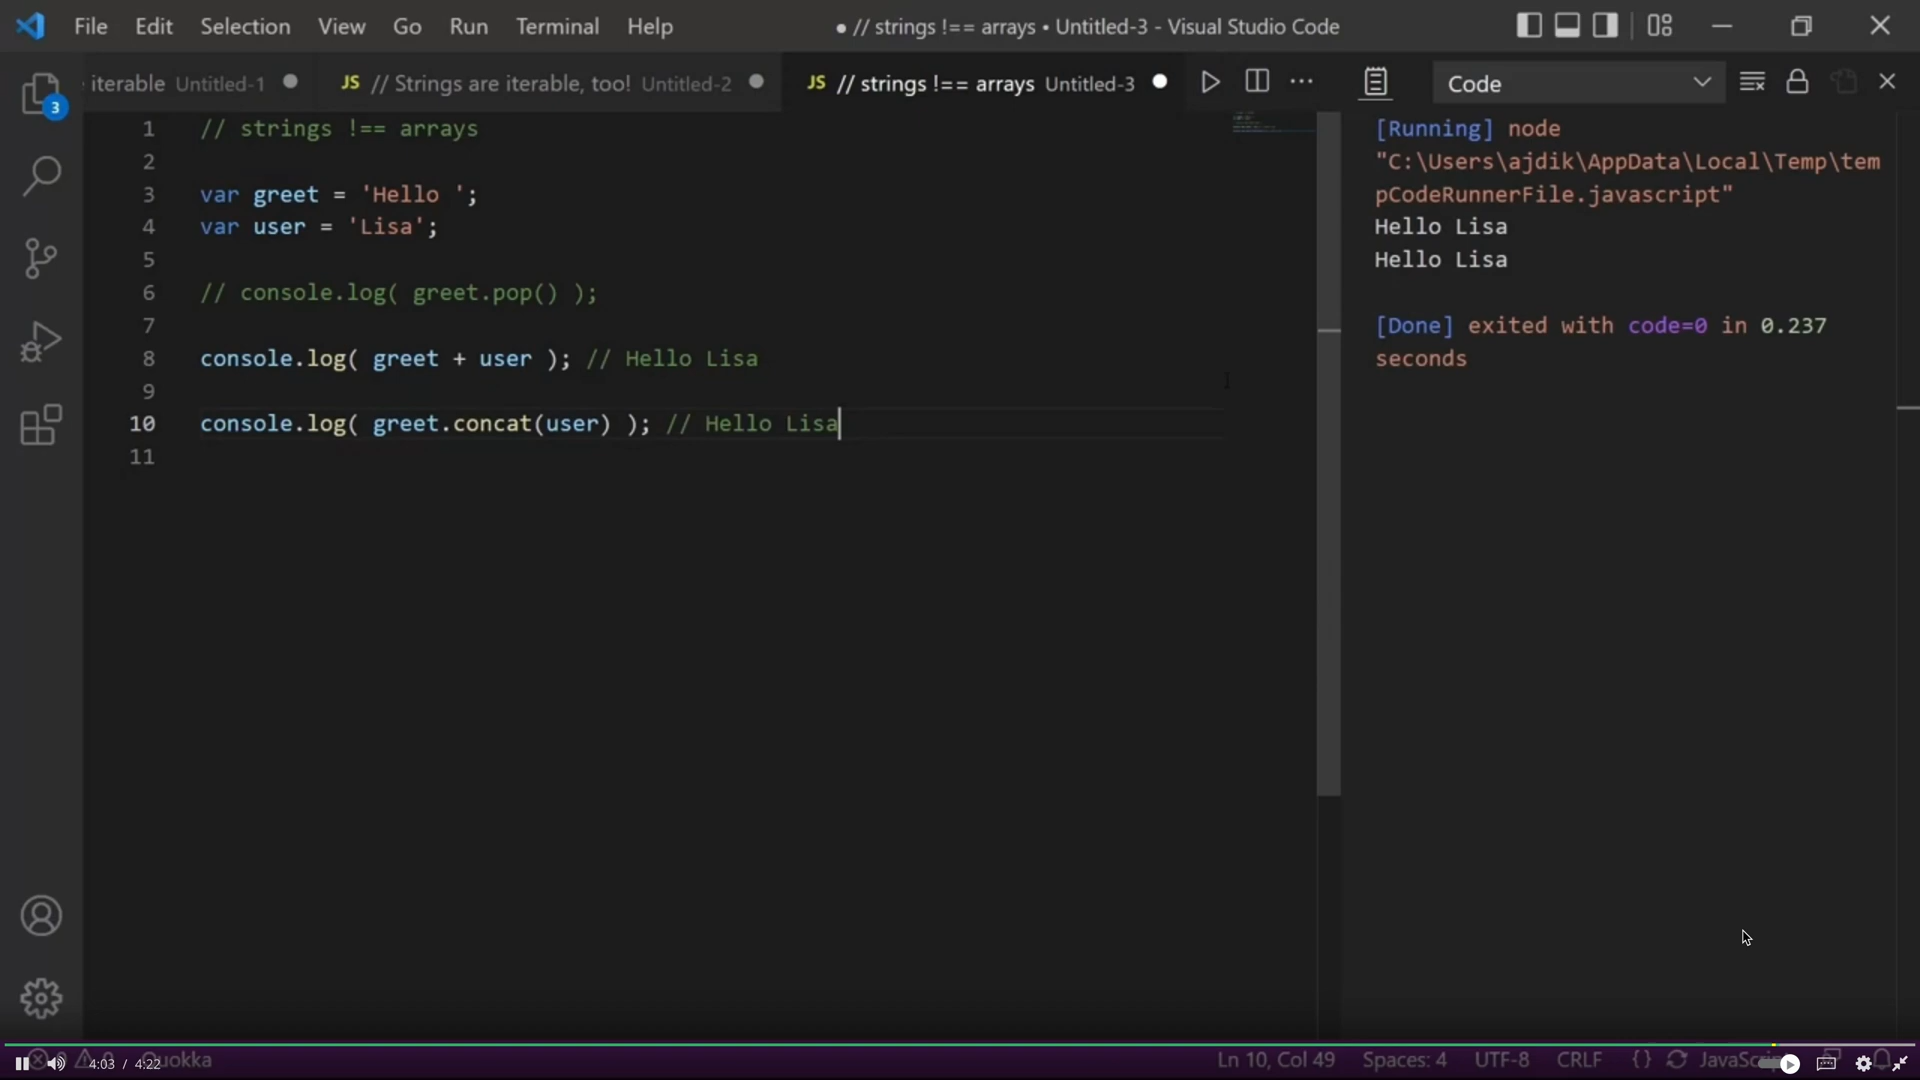 File Edit Selection View Go Run Terminal Help
● // strings !== arrays • Untitled-3 - Visual Studio Code
iterable Untitled-1 ●
JS // Strings are iterable, too! Untitled-2 ●
JS // strings !== arrays Untitled-3 ●
Code
3
1 // strings !== arrays
2
3 var greet = 'Hello ';
4 var user = 'Lisa';
5
6 // console.log( greet.pop() );
7
8 console.log( greet + user ); // Hello Lisa
9
10 console.log( greet.concat(user) ); // Hello Lisa
11
[Running] node
"C:\Users\ajdik\AppData\Local\Temp\tem
pCodeRunnerFile.javascript"
Hello Lisa
Hello Lisa
[Done] exited with code=0 in 0.237
seconds
4:03 / 4:22
Quokka
Ln 10, Col 49 Spaces: 4 UTF-8 CRLF {}